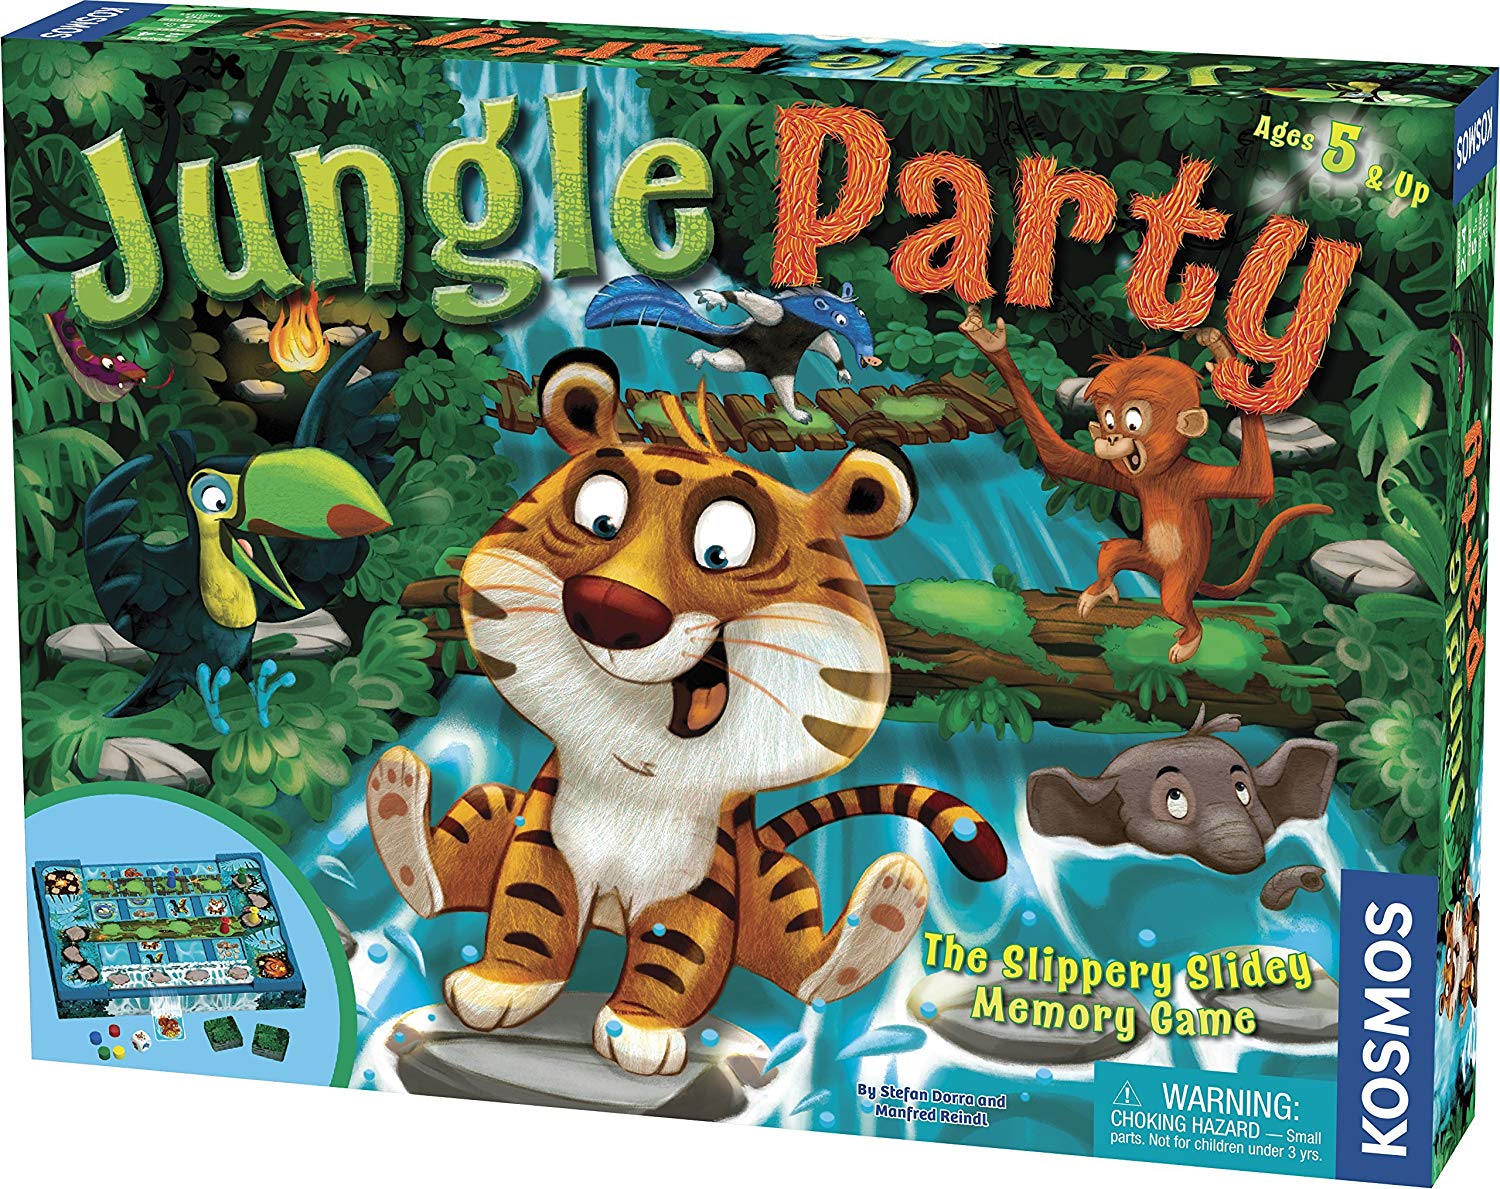 KOSMOS
Jungle Party
Jungle Party
Ages 5 & Up
KOSMOS
Jungle Party
The Slippery Slidey
Memory Game
By Stefan Dorra and
Manfred Reindl
WARNING:
CHOKING HAZARD — Small
parts. Not for children under 3 yrs.
KOSMOS